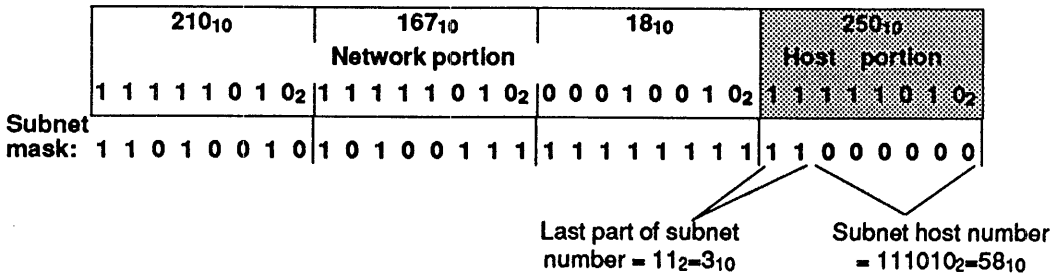 210₁₀ 167₁₀ 18₁₀ 250₁₀
Network portion Host portion
1 1 1 1 1 0 1 0₂ 1 1 1 1 1 0 1 0₂ 0 0 0 1 0 0 1 0₂ 1 1 1 1 1 0 1 0₂
Subnet
mask: 1 1 0 1 0 0 1 0 1 0 1 0 0 1 1 1 1 1 1 1 1 1 1 1 1 1 0 0 0 0 0 0
Last part of subnet Subnet host number
number = 11₂=3₁₀ = 111010₂=58₁₀